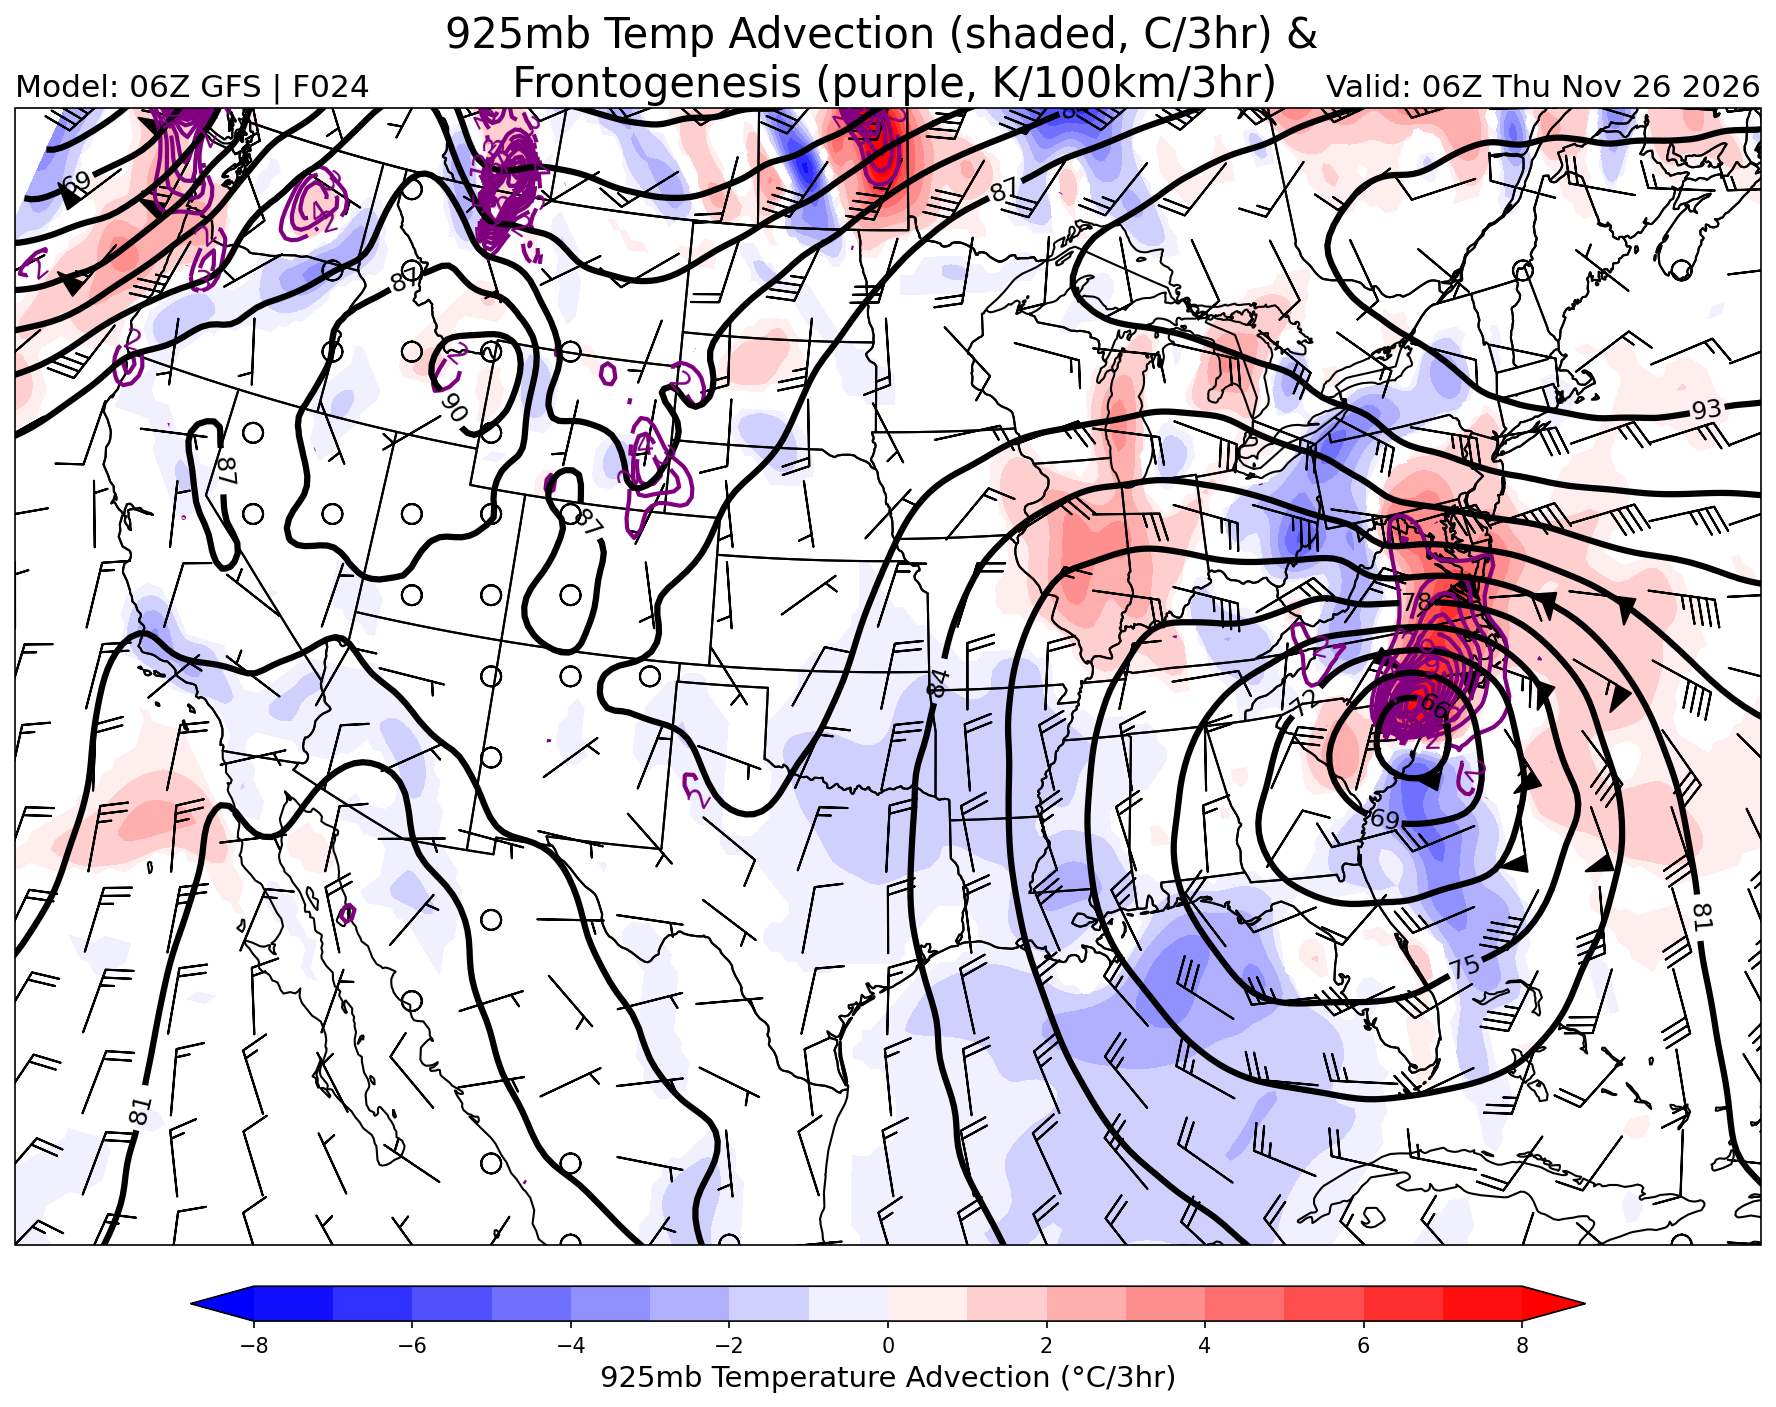 925mb Temp Advection (shaded, C/3hr) &
Frontogenesis (purple, K/100km/3hr)
Model: 06Z GFS | F024
Valid: 06Z Thu Nov 26 2026
69
87
87
90
93
87
87
78
84
66
69
75
81
81
−8 −6 −4 −2 0 2 4 6 8
925mb Temperature Advection (°C/3hr)